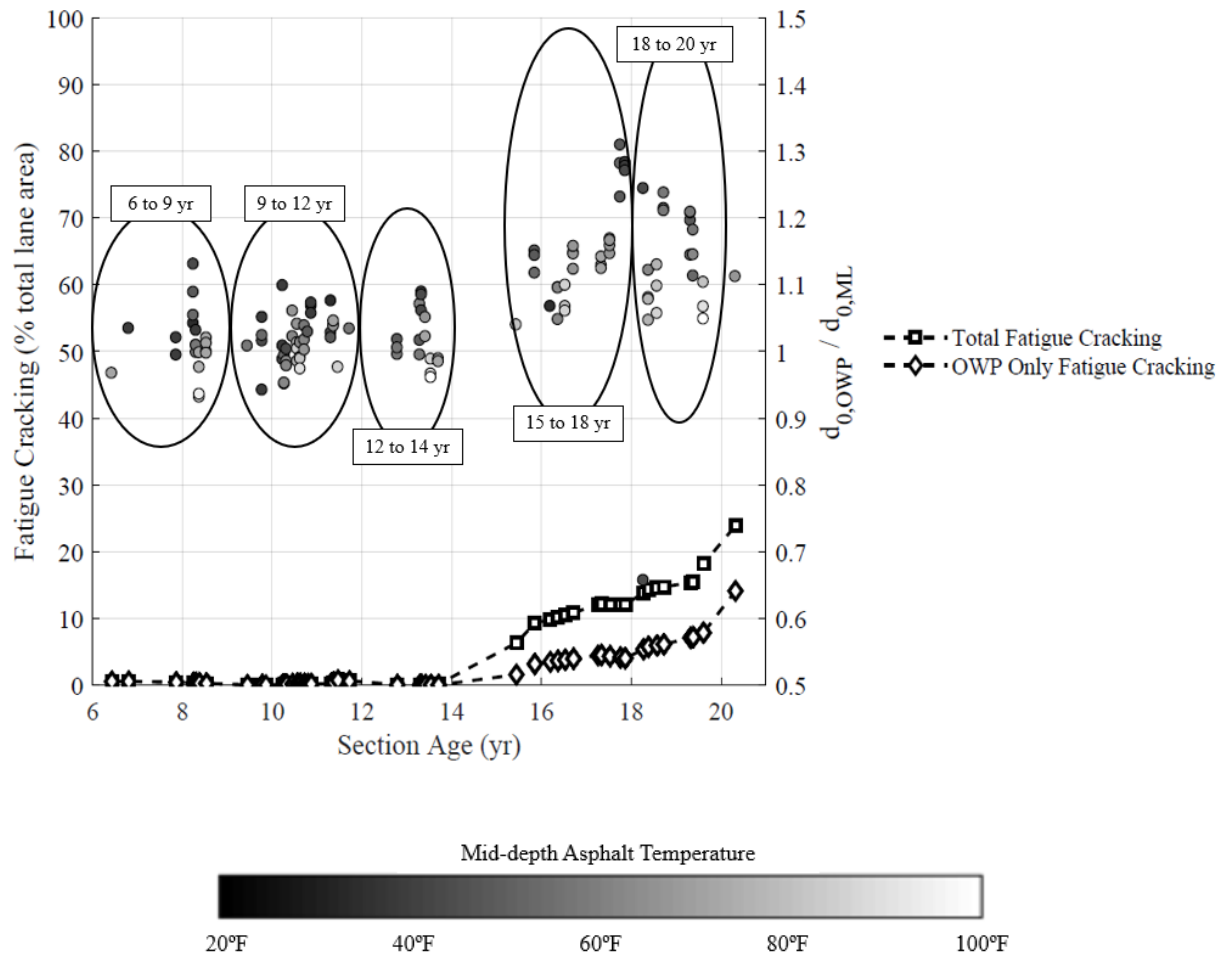 100
90
80
70
60
50
40
30
20
10
0
Fatigue Cracking (% total lane area)
6
8
10
12
14
16
18
20
Section Age (yr)
1.5
1.4
1.3
1.2
1.1
1
0.9
0.8
0.7
0.6
0.5
d0,OWP / d0,ML
6 to 9 yr
9 to 12 yr
12 to 14 yr
15 to 18 yr
18 to 20 yr
Total Fatigue Cracking
OWP Only Fatigue Cracking
Mid-depth Asphalt Temperature
20ºF 40ºF 60ºF 80ºF 100ºF